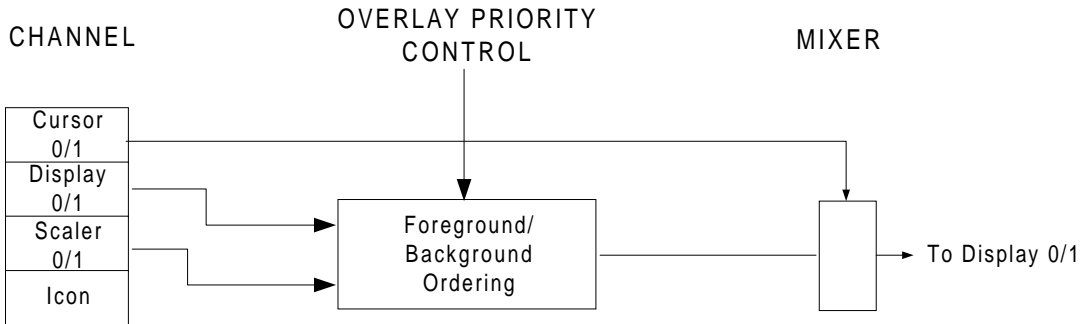 CHANNEL
OVERLAY PRIORITY
CONTROL
MIXER
Cursor
0/1
Display
0/1
Scaler
0/1
Icon
Foreground/
Background
Ordering
To Display 0/1